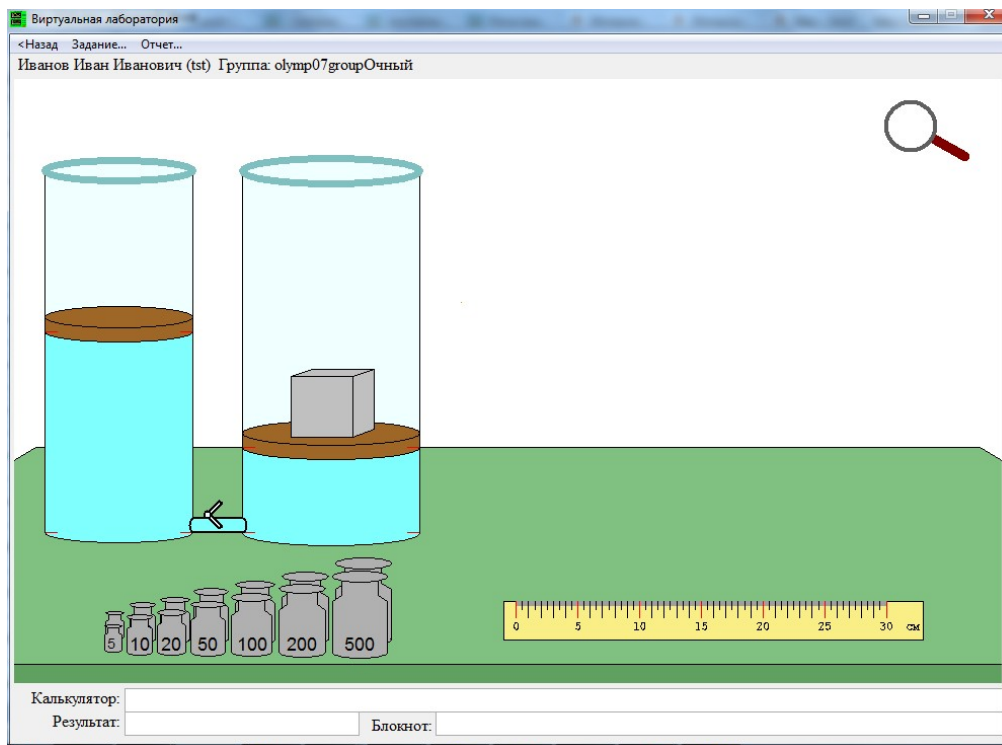 Виртуальная лаборатория
<Назад Задание... Отчет...
Иванов Иван Иванович (tst) Группа: olymp07groupОчный
5 10 20 50 100 200 500
0 5 10 15 20 25 30 см
Калькулятор:
Результат: Блокнот: